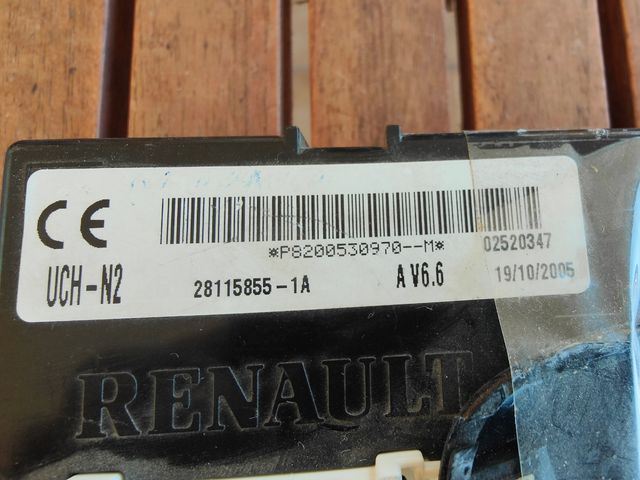 CE
*P8200530970--M* 02520347
UCH-N2 28115855-1A A V6.6 19/10/2005
RENAULT